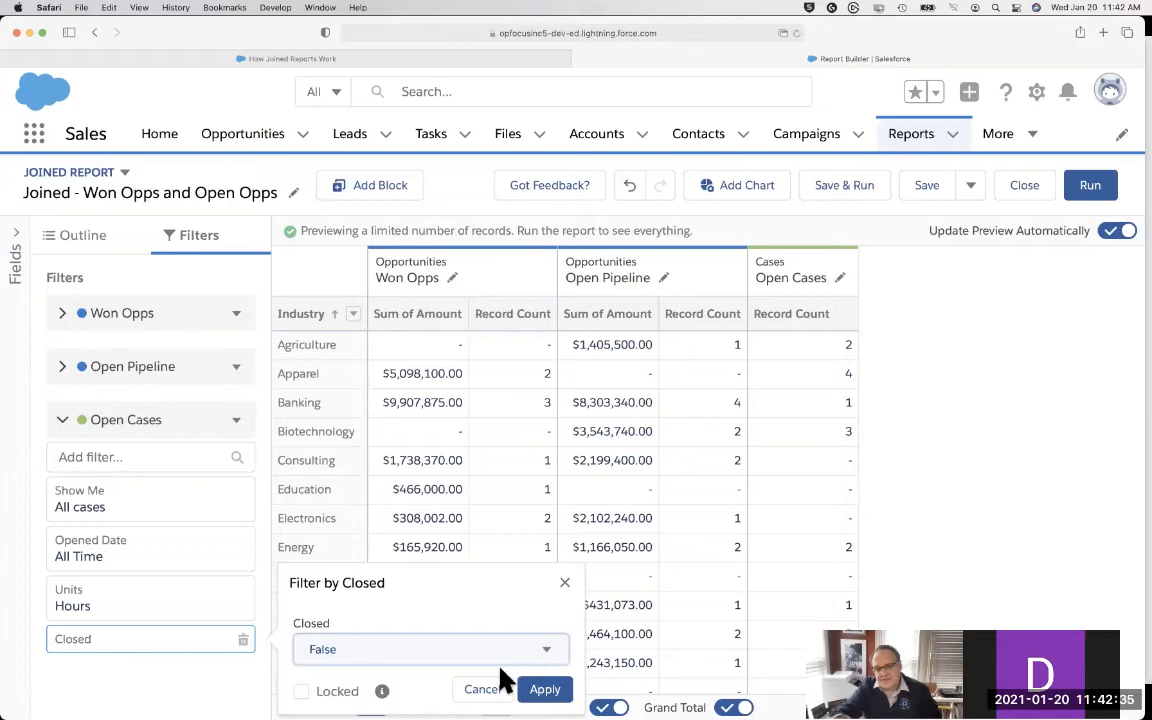 Safari File Edit View History Bookmarks Develop Window Help Wed Jan 20 11:42 AM
opfocusinc5-dev-ed.lightning.force.com
How Joined Reports Work Report Builder | Salesforce
All Search...
Sales Home Opportunities Leads Tasks Files Accounts Contacts Campaigns Reports More
JOINED REPORT
Joined - Won Opps and Open Opps Add Block Got Feedback? Add Chart Save & Run Save Close Run
Fields
Outline Filters Previewing a limited number of records. Run the report to see everything. Update Preview Automatically
Filters
Won Opps
Open Pipeline
Open Cases
Add filter...
Show Me
All cases
Opened Date
All Time
Units
Hours
Closed
Opportunities Opportunities Cases
Won Opps Open Pipeline Open Cases
Industry Sum of Amount Record Count Sum of Amount Record Count Record Count
Agriculture - - $1,405,500.00 1 2
Apparel $5,098,100.00 2 - - 4
Banking $9,907,875.00 3 $8,303,340.00 4 1
Biotechnology - - $3,543,740.00 2 3
Consulting $1,738,370.00 1 $2,199,400.00 2 -
Education $466,000.00 1 - - -
Electronics $308,002.00 2 $2,102,240.00 1 -
Energy $165,920.00 1 $1,166,050.00 2 2
- - -
$431,073.00 1 1
,464,100.00 2
,243,150.00 1
- -
Filter by Closed
Closed
False
Locked Cancel Apply
Grand Total
D
2021-01-20 11:42:35